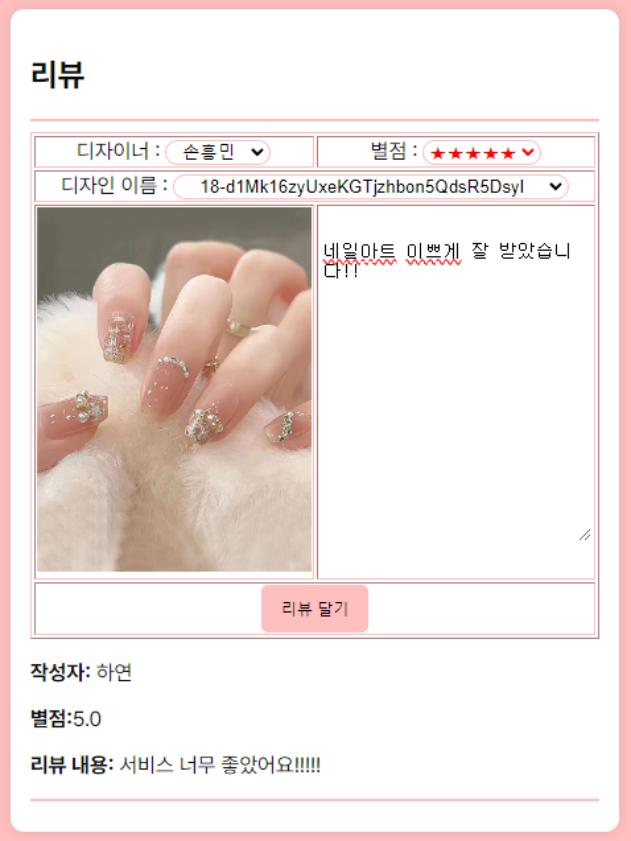 리뷰
디자이너 : 손흥민 별점 : ★★★★★
디자인 이름 : 18-d1Mk16zyUxeKGTjzhbon5QdsR5DsyI
네일아트 이쁘게 잘 받았습니
다!!
리뷰 달기
작성자: 하연
별점:5.0
리뷰 내용: 서비스 너무 좋았어요!!!!!